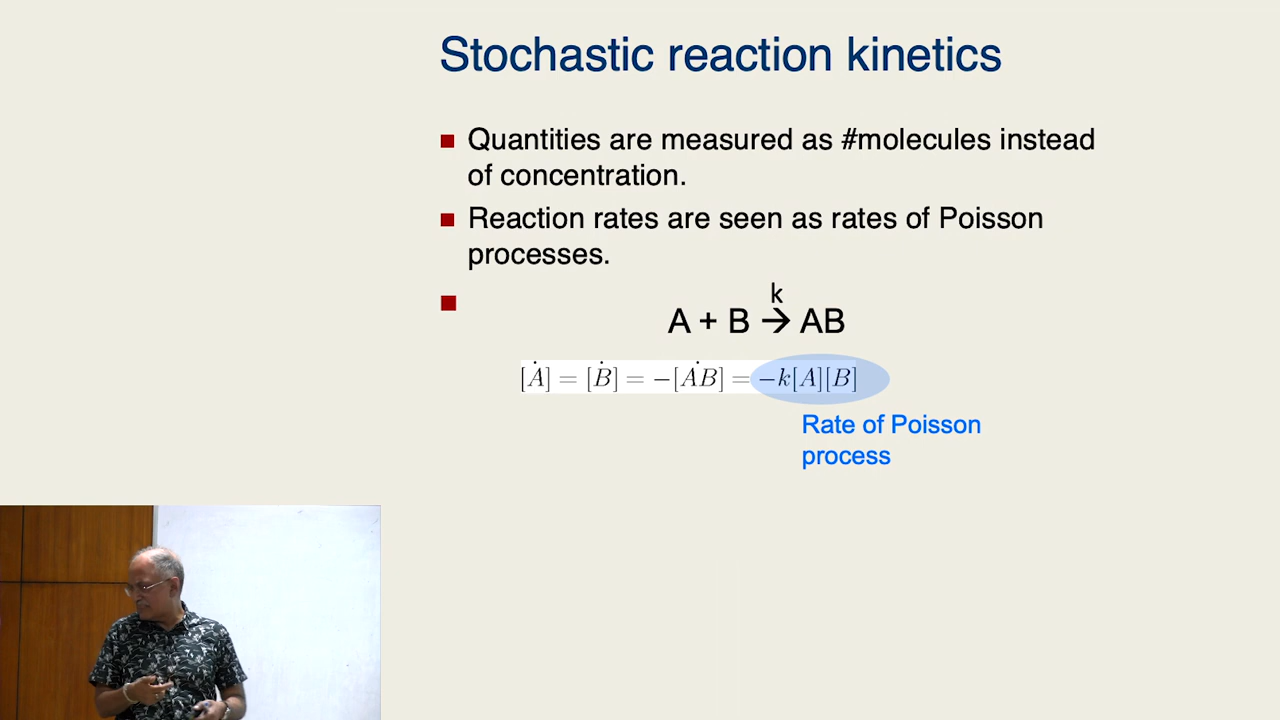 Stochastic reaction kinetics
Quantities are measured as #molecules instead
of concentration.
Reaction rates are seen as rates of Poisson
processes.
k
A + B → AB
[Ȧ] = [Ḃ] = −[AḂ] = −k[A][B]
Rate of Poisson
process